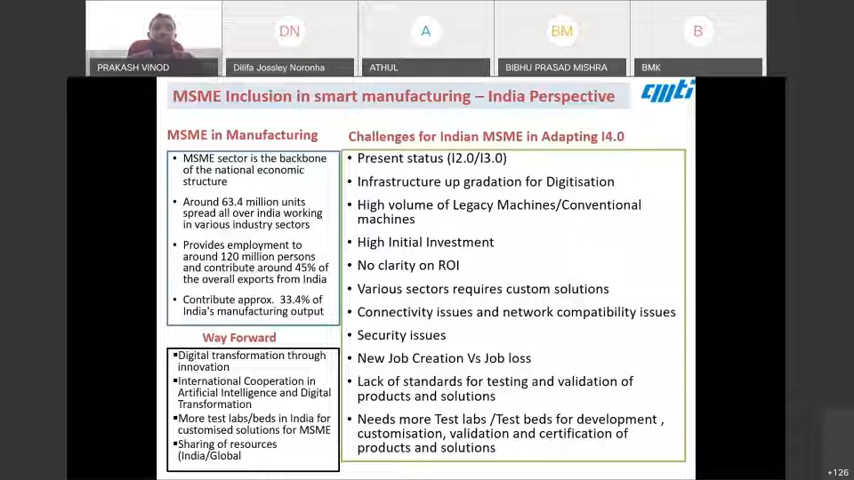 DN
A
BM
B
PRAKASH VINOD
Dilifa Jossley Noronha
ATHUL
BIBHU PRASAD MISHRA
BMK
MSME Inclusion in smart manufacturing – India Perspective
cmti
MSME in Manufacturing
• MSME sector is the backbone
of the national economic
structure
• Around 63.4 million units
spread all over india working
in various industry sectors
• Provides employment to
around 120 million persons
and contribute around 45% of
the overall exports from India
• Contribute approx. 33.4% of
India's manufacturing output
Way Forward
▪Digital transformation through
innovation
▪International Cooperation in
Artificial Intelligence and Digital
Transformation
▪More test labs/beds in India for
customised solutions for MSME
▪Sharing of resources
(India/Global
Challenges for Indian MSME in Adapting I4.0
• Present status (I2.0/I3.0)
• Infrastructure up gradation for Digitisation
• High volume of Legacy Machines/Conventional
machines
• High Initial Investment
• No clarity on ROI
• Various sectors requires custom solutions
• Connectivity issues and network compatibility issues
• Security issues
• New Job Creation Vs Job loss
• Lack of standards for testing and validation of
products and solutions
• Needs more Test labs /Test beds for development ,
customisation, validation and certification of
products and solutions
+126